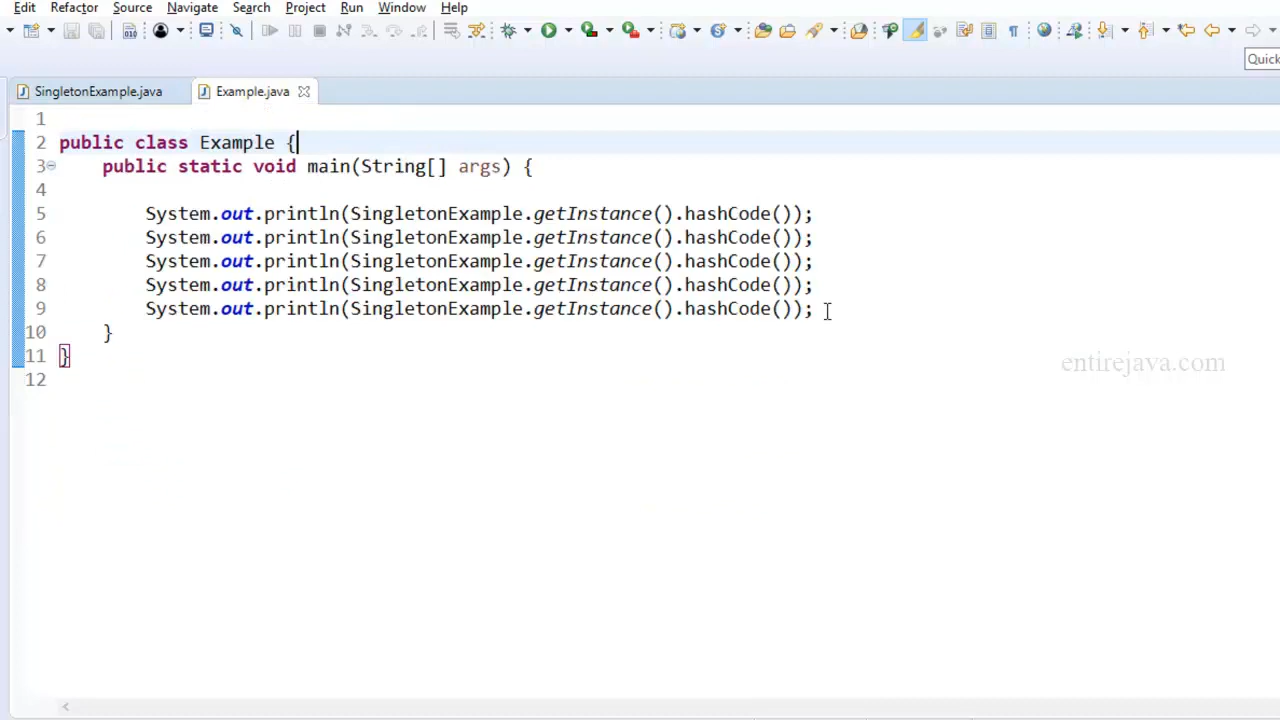 Edit Refactor Source Navigate Search Project Run Window Help
Quick
SingletonExample.java Example.java
1
2 public class Example {
3 public static void main(String[] args) {
4
5 System.out.println(SingletonExample.getInstance().hashCode());
6 System.out.println(SingletonExample.getInstance().hashCode());
7 System.out.println(SingletonExample.getInstance().hashCode());
8 System.out.println(SingletonExample.getInstance().hashCode());
9 System.out.println(SingletonExample.getInstance().hashCode());
10 }
11 }
entirejava.com
12